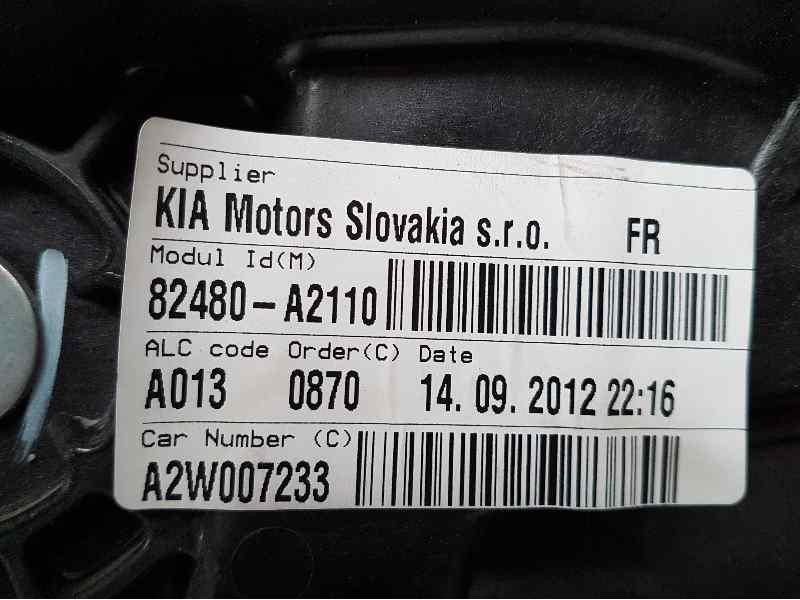 Supplier
KIA Motors Slovakia s.r.o. FR
Modul Id(M)
82480-A2110
ALC code Order(C) Date
A013 0870 14. 09. 2012 22:16
Car Number (C)
A2W007233